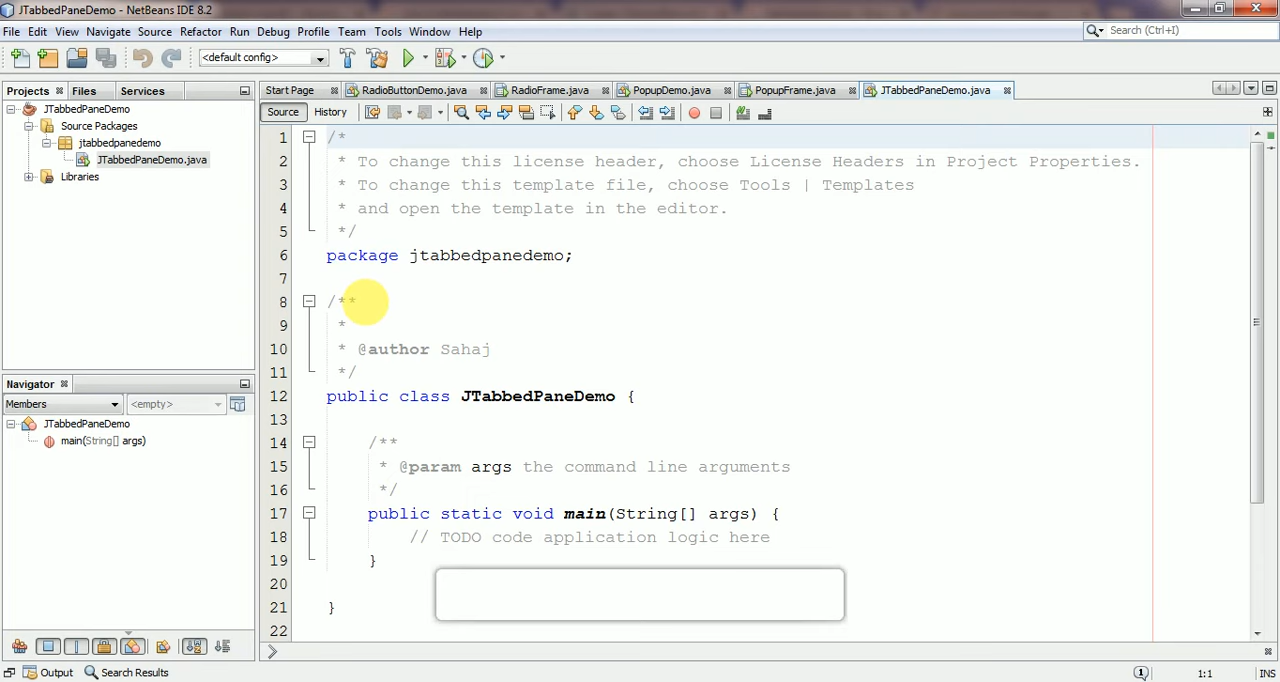 JTabbedPaneDemo - NetBeans IDE 8.2
File Edit View Navigate Source Refactor Run Debug Profile Team Tools Window Help
Search (Ctrl+I)
<default config>
Projects Files Services
Start Page RadioButtonDemo.java RadioFrame.java PopupDemo.java PopupFrame.java JTabbedPaneDemo.java
Source History
JTabbedPaneDemo
Source Packages
jtabbedpanedemo
JTabbedPaneDemo.java
Libraries
Navigator
Members <empty>
JTabbedPaneDemo
main(String[] args)
1 /*
2 * To change this license header, choose License Headers in Project Properties.
3 * To change this template file, choose Tools | Templates
4 * and open the template in the editor.
5 */
6 package jtabbedpanedemo;
7
8 /**
9 *
10 * @author Sahaj
11 */
12 public class JTabbedPaneDemo {
13
14 /**
15 * @param args the command line arguments
16 */
17 public static void main(String[] args) {
18 // TODO code application logic here
19 }
20
21 }
22
Output Search Results
1:1 INS